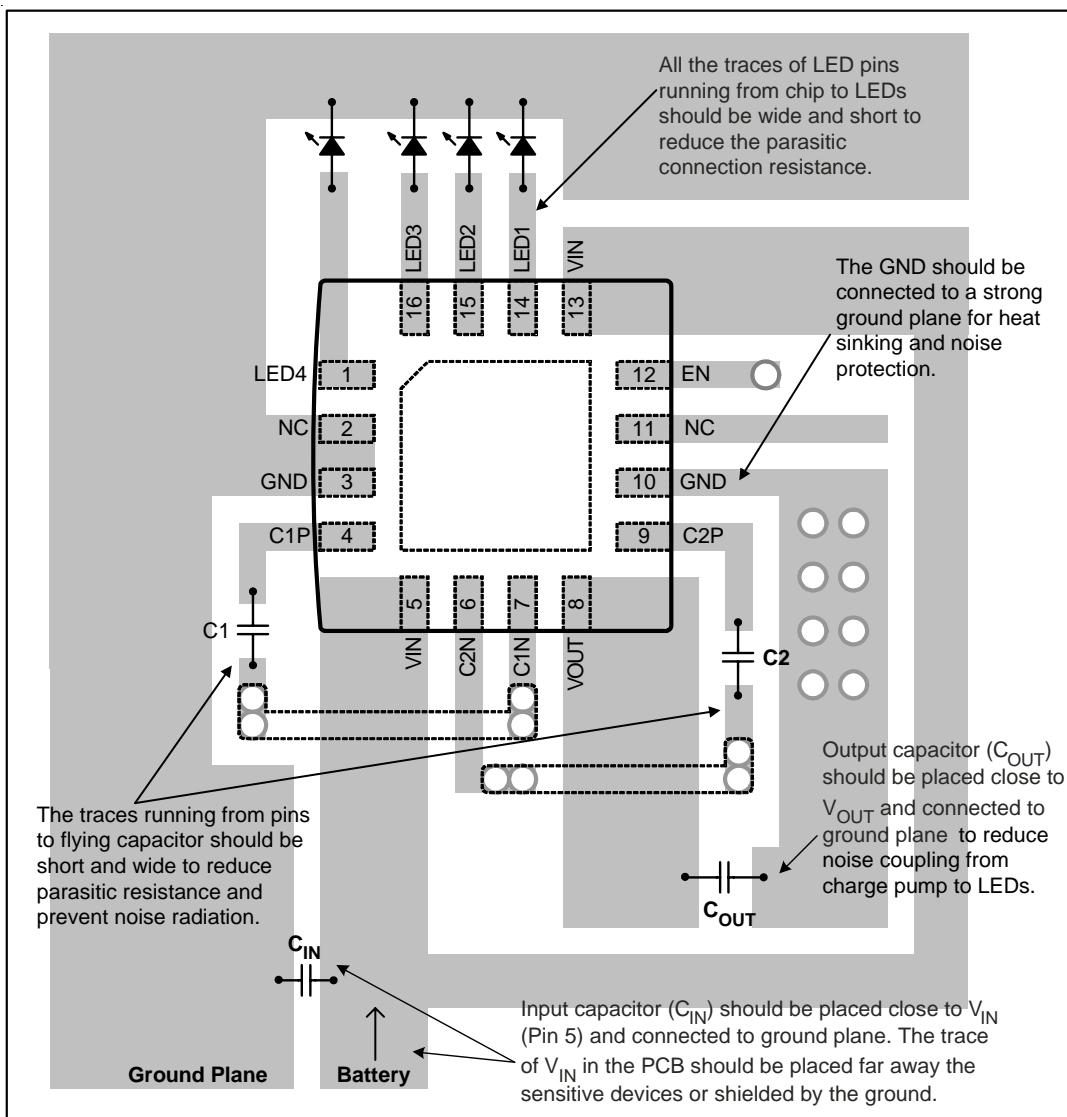 All the traces of LED pins
running from chip to LEDs
should be wide and short to
reduce the parasitic
connection resistance.
LED3
LED2
LED1
VIN
16
15
14
13
The GND should be
connected to a strong
ground plane for heat
sinking and noise
protection.
LED4
1
12
EN
NC
2
11
NC
GND
3
10
GND
C1P
4
9
C2P
5
6
7
8
VIN
C2N
C1N
VOUT
C1
C2
The traces running from pins
to flying capacitor should be
short and wide to reduce
parasitic resistance and
prevent noise radiation.
Output capacitor (COUT)
should be placed close to
VOUT and connected to
ground plane to reduce
noise coupling from
charge pump to LEDs.
COUT
CIN
Input capacitor (CIN) should be placed close to VIN
(Pin 5) and connected to ground plane. The trace
of VIN in the PCB should be placed far away the
sensitive devices or shielded by the ground.
Ground Plane
Battery